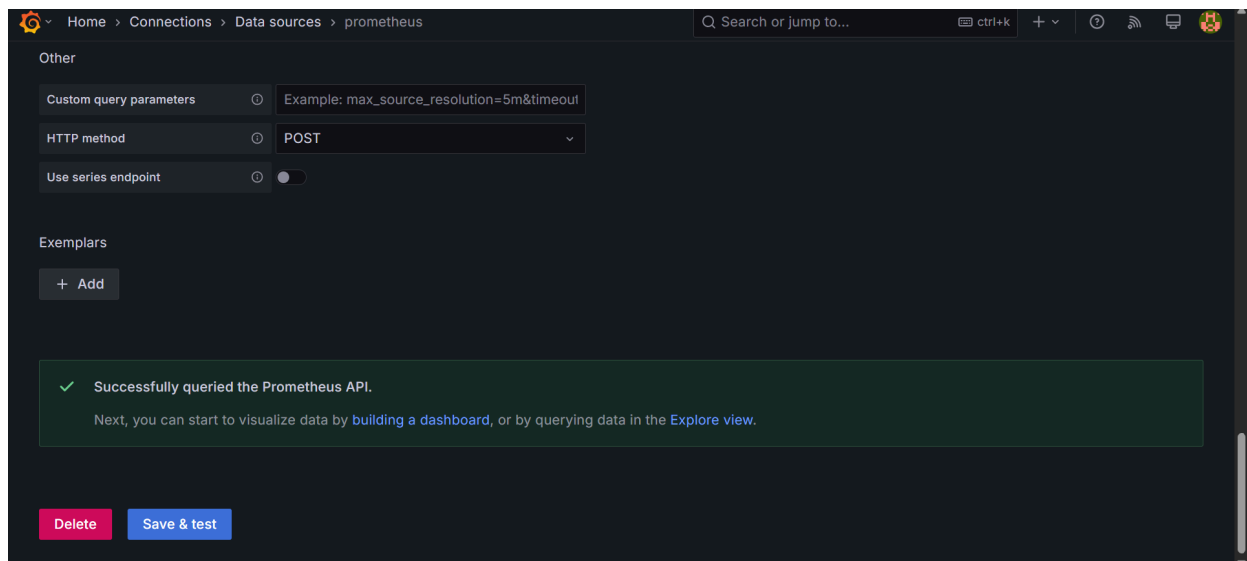 Home › Connections › Data sources › prometheus Search or jump to... ctrl+k
Other
Custom query parameters Example: max_source_resolution=5m&timeout
HTTP method POST
Use series endpoint
Exemplars
+ Add
Successfully queried the Prometheus API.
Next, you can start to visualize data by building a dashboard, or by querying data in the Explore view.
Delete Save & test